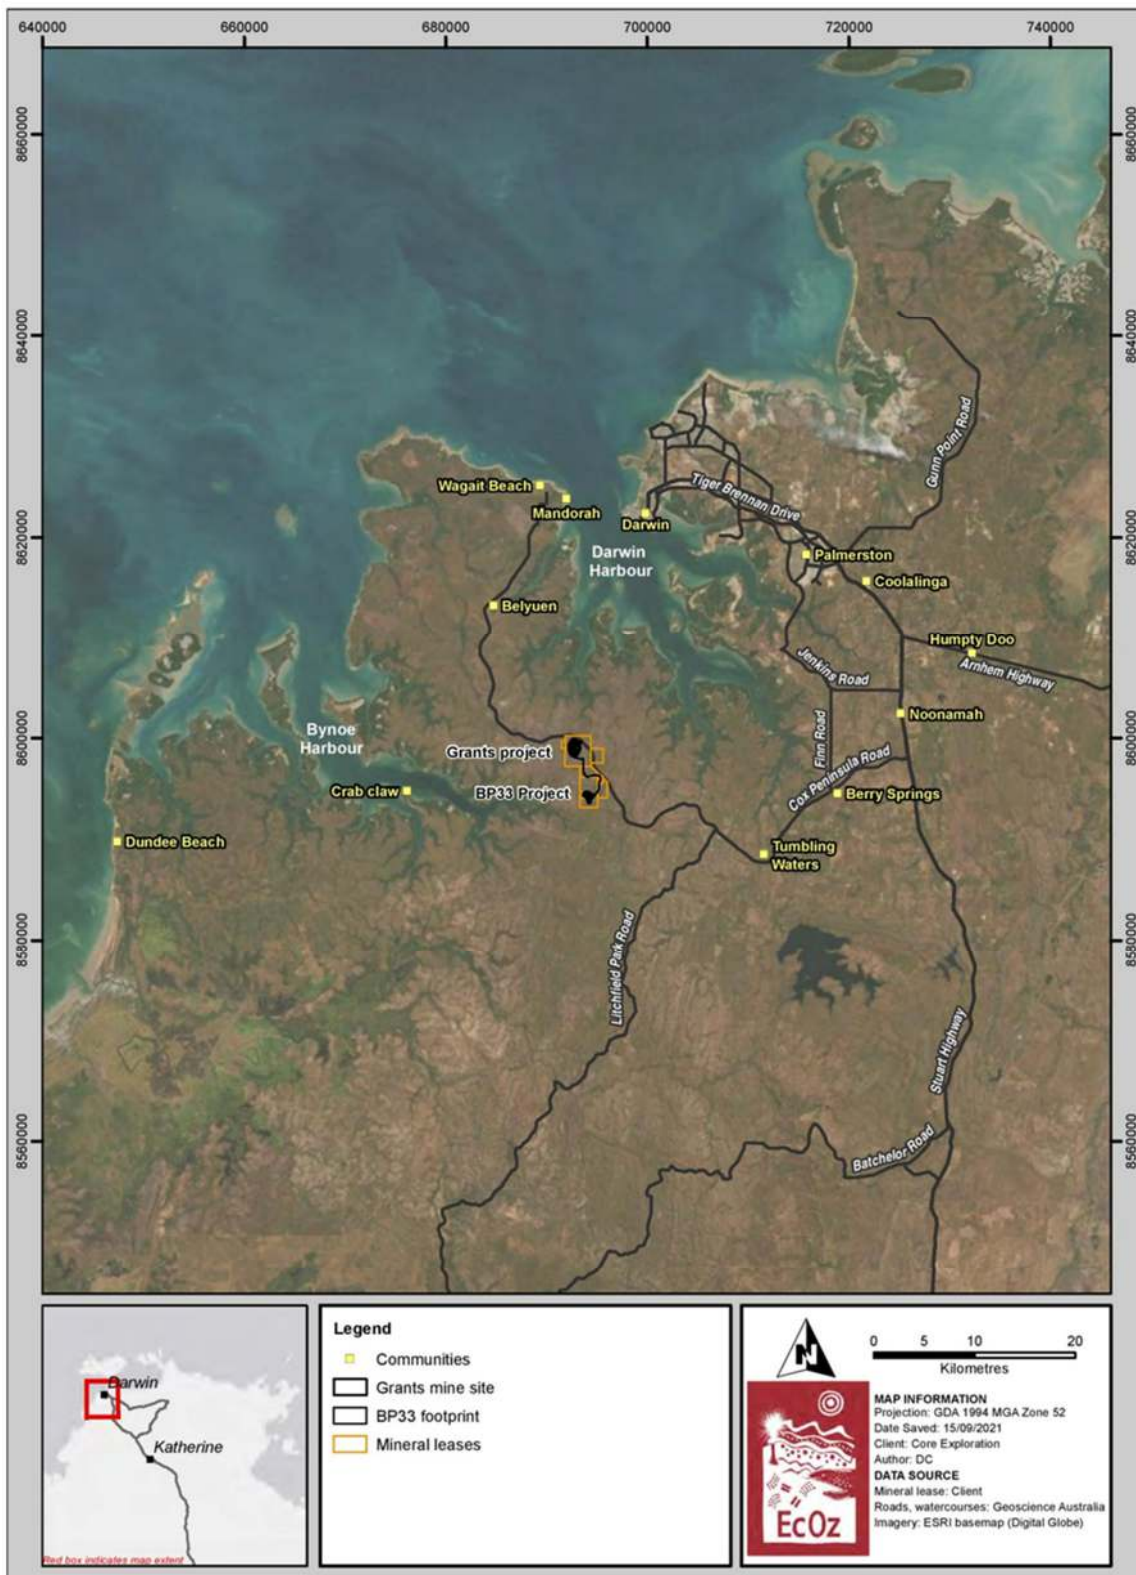 640000
660000
680000
700000
720000
740000
8660000
8660000
8640000
8640000
Gunn Point Road
Wagait Beach
Mandorah
Tiger Brennan Drive
Darwin
8620000
8620000
Darwin
Harbour
Palmerston
Coolalinga
Belyuen
Humpty Doo
Arnhem Highway
Jenkins Road
Noonamah
Bynoe
Harbour
8600000
8600000
Grants project
Finn Road
Cox Peninsula Road
Crab claw
BP33 Project
Berry Springs
Dundee Beach
Tumbling
Waters
8580000
8580000
Litchfield Park Road
Stuart Highway
8560000
8560000
Batchelor Road
Darwin
Katherine
Red box indicates map extent
Legend
Communities
Grants mine site
BP33 footprint
Mineral leases
N
0 5 10 20
Kilometres
MAP INFORMATION
Projection: GDA 1994 MGA Zone 52
Date Saved: 15/09/2021
Client: Core Exploration
Author: DC
DATA SOURCE
Mineral lease: Client
Roads, watercourses: Geoscience Australia
Imagery: ESRI basemap (Digital Globe)
EcOz